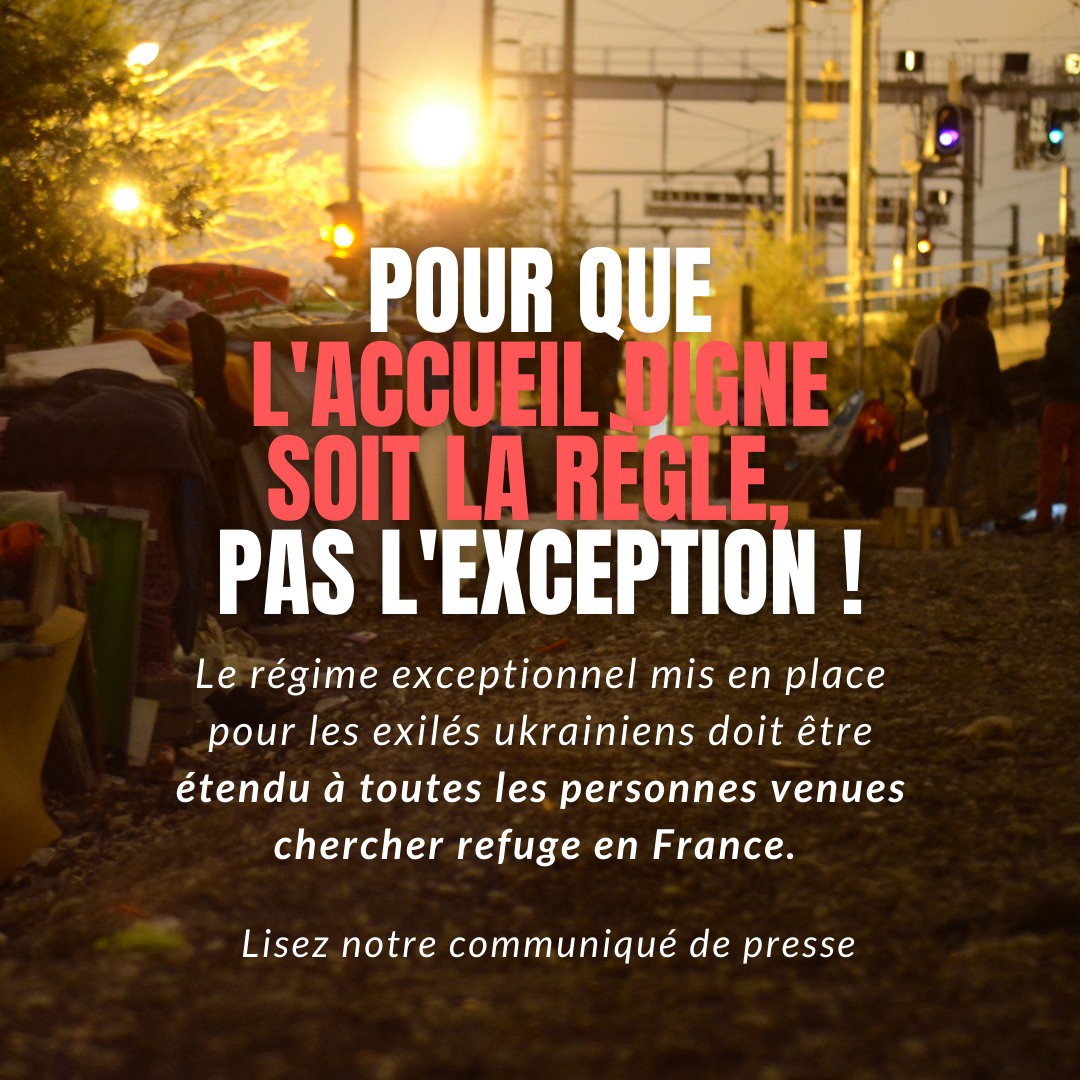 POUR QUE
L'ACCUEIL DIGNE
SOIT LA RÈGLE,
PAS L'EXCEPTION !
Le régime exceptionnel mis en place
pour les exilés ukrainiens doit être
étendu à toutes les personnes venues
chercher refuge en France.
Lisez notre communiqué de presse